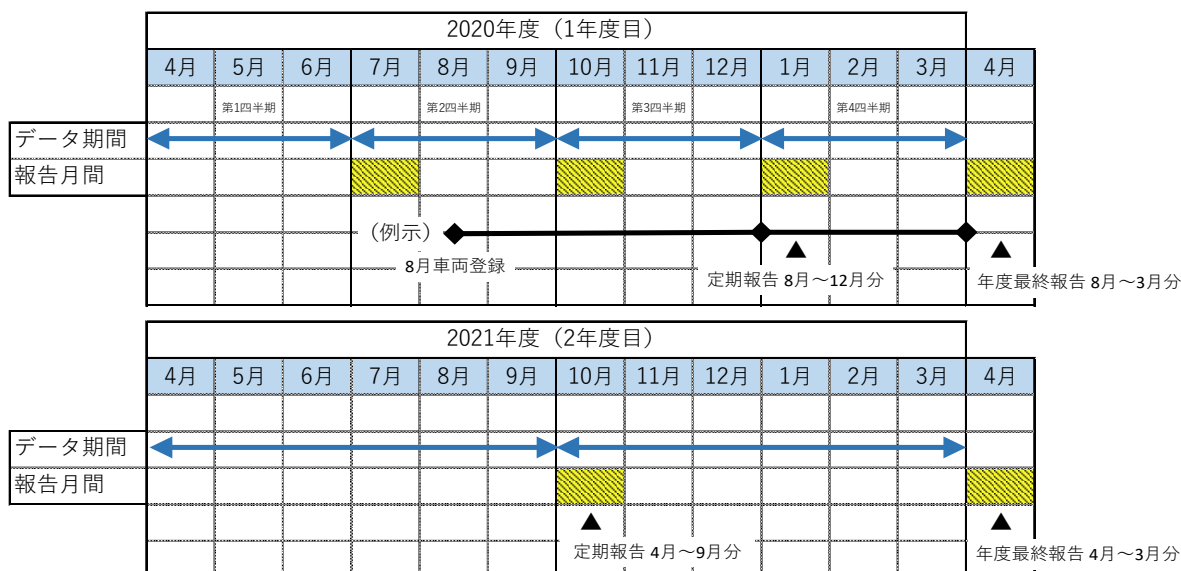 2020年度（1年度目）
4月 5月 6月 7月 8月 9月 10月 11月 12月 1月 2月 3月 4月
第1四半期 第2四半期 第3四半期 第4四半期
データ期間
報告月間
（例示）
8月車両登録
定期報告 8月～12月分
年度最終報告 8月～3月分
2021年度（2年度目）
4月 5月 6月 7月 8月 9月 10月 11月 12月 1月 2月 3月 4月
データ期間
報告月間
定期報告 4月～9月分
年度最終報告 4月～3月分